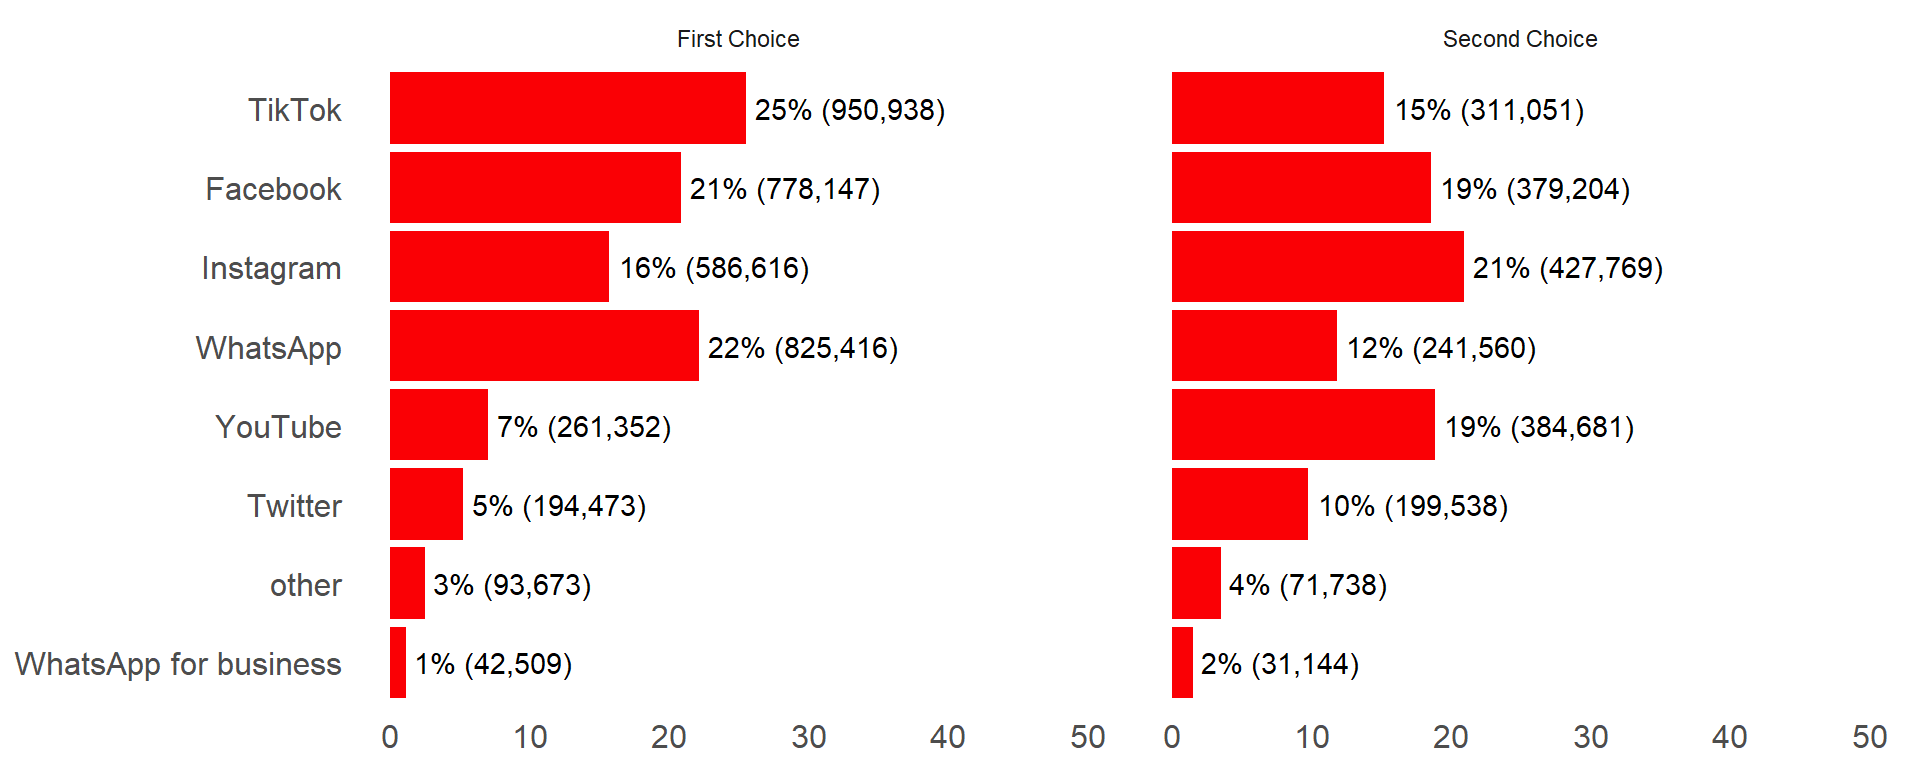 First Choice
Second Choice
TikTok 25% (950,938) 15% (311,051)
Facebook 21% (778,147) 19% (379,204)
Instagram 16% (586,616) 21% (427,769)
WhatsApp 22% (825,416) 12% (241,560)
YouTube 7% (261,352) 19% (384,681)
Twitter 5% (194,473) 10% (199,538)
other 3% (93,673) 4% (71,738)
WhatsApp for business 1% (42,509) 2% (31,144)
0 10 20 30 40 50 0 10 20 30 40 50